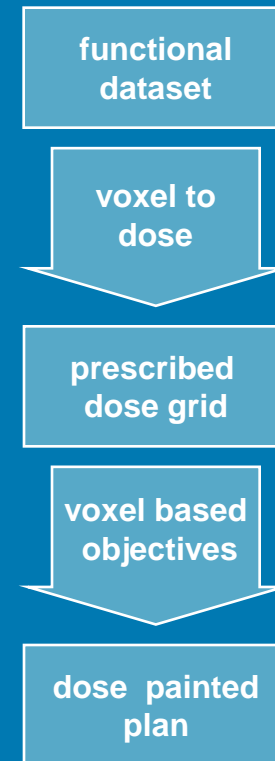 functional
dataset
voxel to
dose
prescribed
dose grid
voxel based
objectives
dose painted
plan